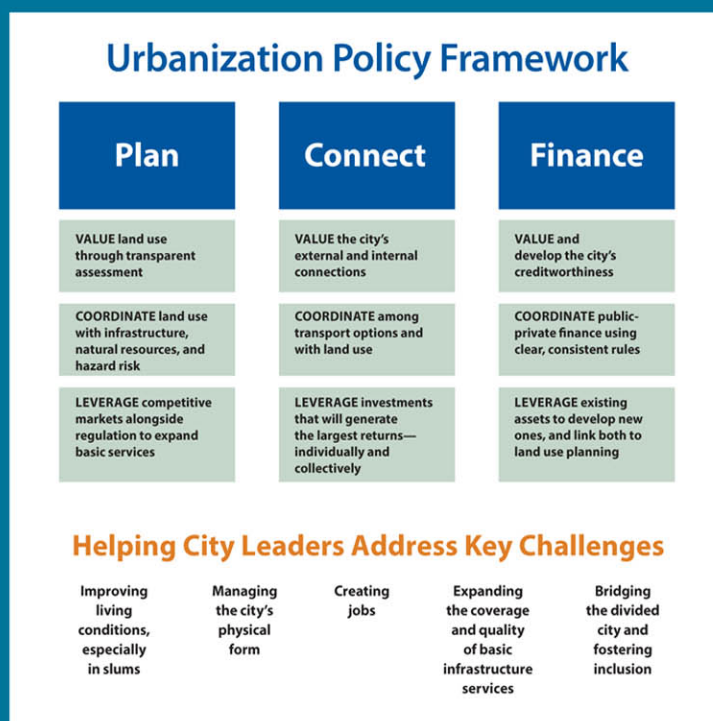 Urbanization Policy Framework
Plan
Connect
Finance
VALUE land use
through transparent
assessment
VALUE the city's
external and internal
connections
VALUE and
develop the city's
creditworthiness
COORDINATE land use
with infrastructure,
natural resources, and
hazard risk
COORDINATE among
transport options and
with land use
COORDINATE public-
private finance using
clear, consistent rules
LEVERAGE competitive
markets alongside
regulation to expand
basic services
LEVERAGE investments
that will generate
the largest returns—
individually and
collectively
LEVERAGE existing
assets to develop new
ones, and link both to
land use planning
Helping City Leaders Address Key Challenges
Improving
living
conditions,
especially
in slums
Managing
the city's
physical
form
Creating
jobs
Expanding
the coverage
and quality
of basic
infrastructure
services
Bridging
the divided
city and
fostering
inclusion